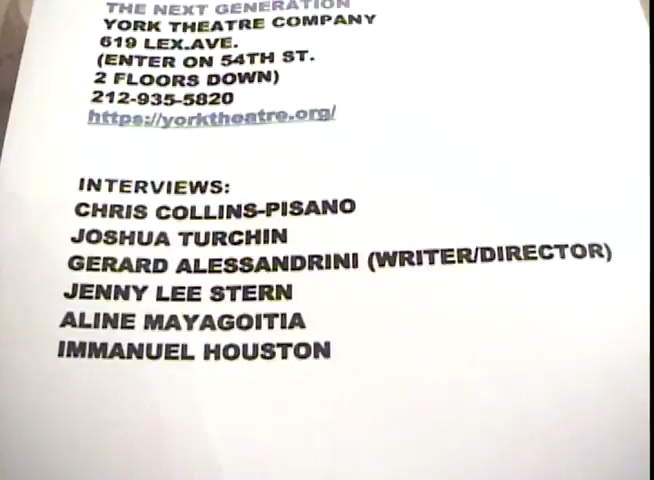 THE NEXT GENERATION
YORK THEATRE COMPANY
619 LEX.AVE.
(ENTER ON 54TH ST.
2 FLOORS DOWN)
212-935-5820
https://yorktheatre.org/
INTERVIEWS:
CHRIS COLLINS-PISANO
JOSHUA TURCHIN
GERARD ALESSANDRINI (WRITER/DIRECTOR)
JENNY LEE STERN
ALINE MAYAGOITIA
IMMANUEL HOUSTON